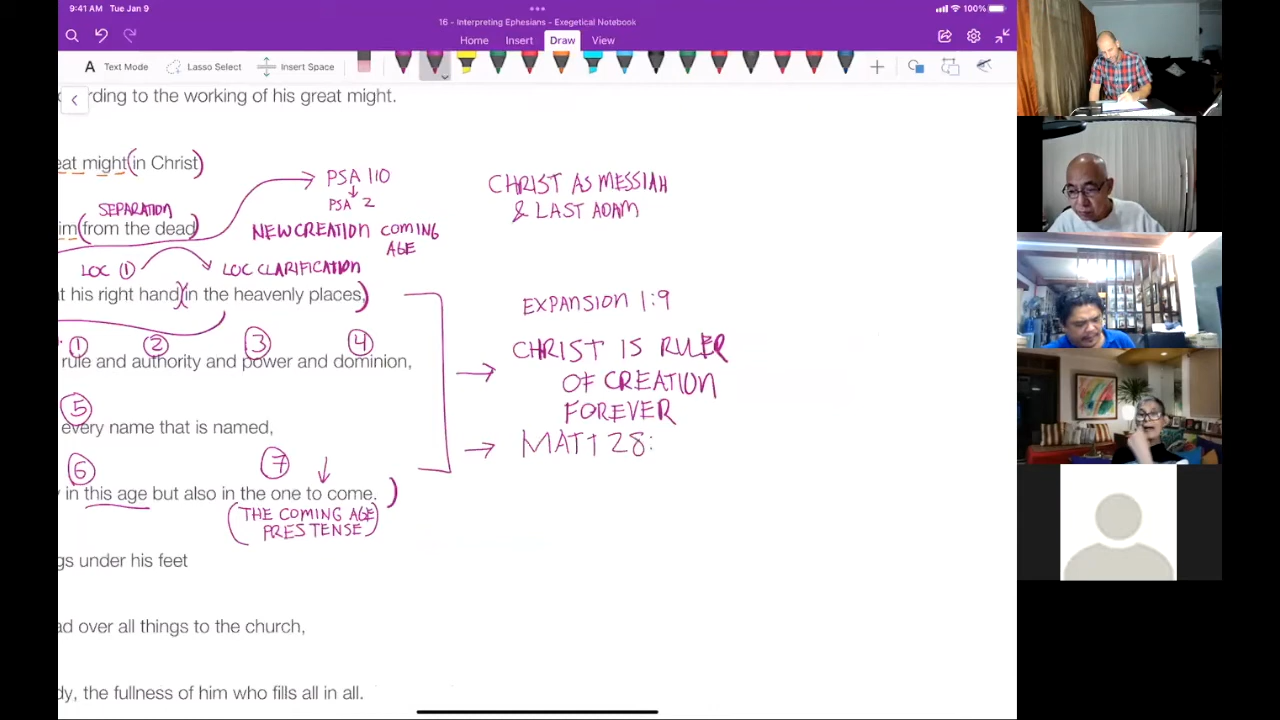 9:41 AM Tue Jan 9
100%
16 - Interpreting Ephesians - Exegetical Notebook
Home Insert Draw View
Text Mode Lasso Select Insert Space
cording to the working of his great might.
eat might (in Christ)
PSA 110
PSA 2
CHRIST AS MESSIAH
& LAST ADAM
SEPARATION
im (from the dead)
NEW CREATION COMING
AGE
LOC 1 LOC CLARIFICATION
t his right hand)(in the heavenly places,)
EXPANSION 1:9
1 2 3 4
rule and authority and power and dominion,
CHRIST IS RULER
OF CREATION
FOREVER
5
every name that is named,
MATT 28:
6 7
y in this age but also in the one to come. )
(THE COMING AGE
PRES TENSE)
gs under his feet
ad over all things to the church,
dy, the fullness of him who fills all in all.